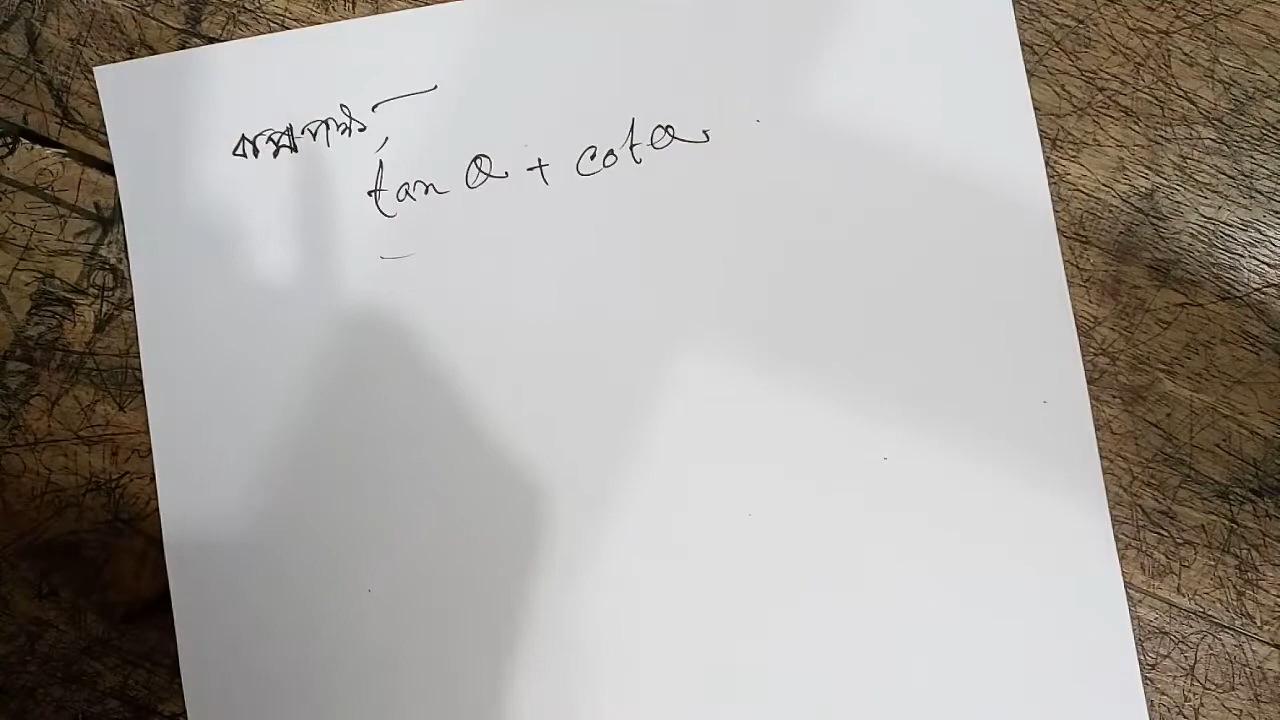 বামপক্ষ,
tan Q + cot Q
=